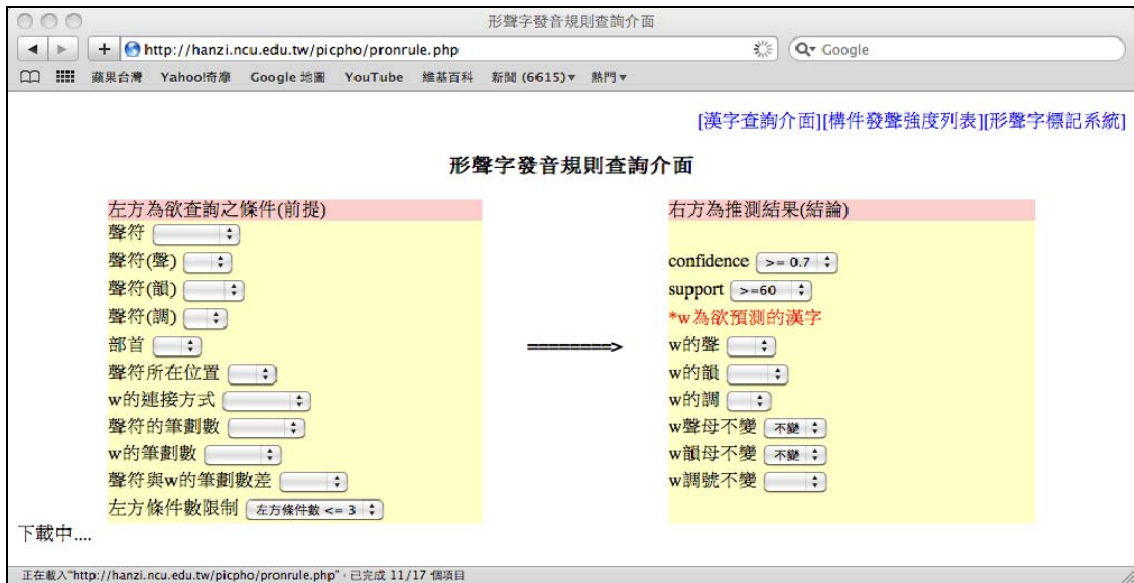 形聲字發音規則查詢介面
http://hanzi.ncu.edu.tw/picpho/pronrule.php
Google
蘋果台灣 Yahoo!奇摩 Google 地圖 YouTube 維基百科 新聞 (6615)▾ 熱門▾
[漢字查詢介面][構件發聲強度列表][形聲字標記系統]
形聲字發音規則查詢介面
左方為欲查詢之條件(前提)
聲符
聲符(聲)
聲符(韻)
聲符(調)
部首
聲符所在位置
w的連接方式
聲符的筆劃數
w的筆劃數
聲符與w的筆劃數差
左方條件數限制 左方條件數 <= 3
========>
右方為推測結果(結論)
confidence >= 0.7
support >=60
*w為欲預測的漢字
w的聲
w的韻
w的調
w聲母不變 不變
w韻母不變 不變
w調號不變
下載中....
正在載入"http://hanzi.ncu.edu.tw/picpho/pronrule.php",已完成 11/17 個項目